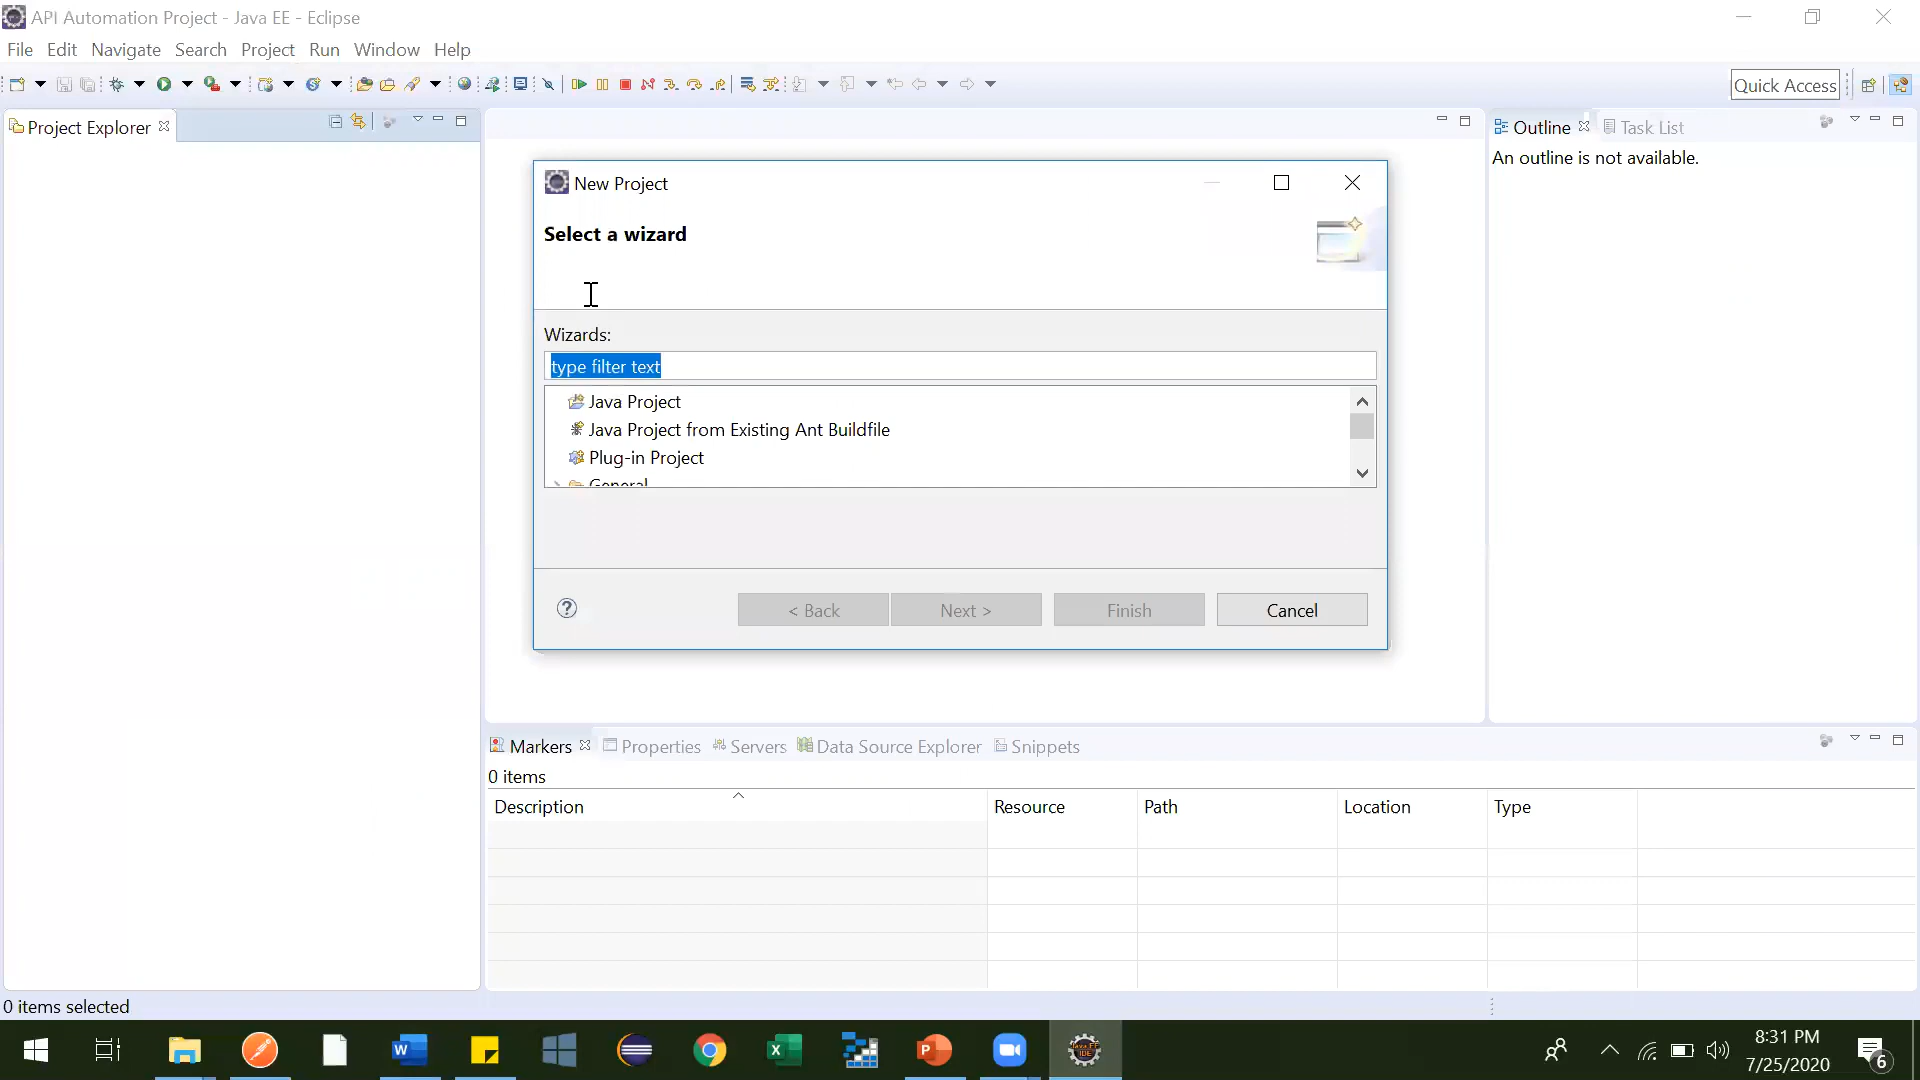 API Automation Project - Java EE - Eclipse
File Edit Navigate Search Project Run Window Help
Quick Access
Project Explorer
Outline Task List
An outline is not available.
New Project
Select a wizard
Wizards:
type filter text
Java Project
Java Project from Existing Ant Buildfile
Plug-in Project
General
< Back Next > Finish Cancel
Markers Properties Servers Data Source Explorer Snippets
0 items
Description Resource Path Location Type
0 items selected
8:31 PM
7/25/2020
6